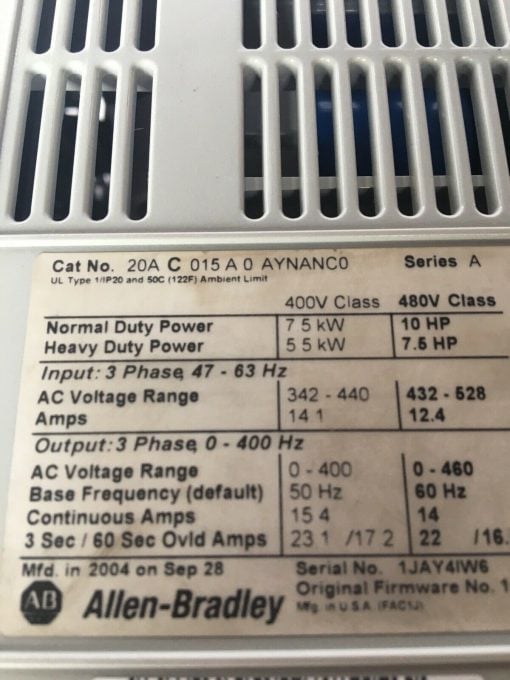 Cat No. 20A C 015 A 0 AYNANC0 Series A
UL Type 1/IP20 and 50C (122F) Ambient Limit
400V Class 480V Class
Normal Duty Power 7 5 kW 10 HP
Heavy Duty Power 5 5 kW 7.5 HP
Input: 3 Phase, 47 - 63 Hz
AC Voltage Range 342 - 440 432 - 528
Amps 14 1 12.4
Output: 3 Phase, 0 - 400 Hz
AC Voltage Range 0 - 400 0 - 460
Base Frequency (default) 50 Hz 60 Hz
Continuous Amps 15 4 14
3 Sec / 60 Sec Ovld Amps 23 1 /17 2 22 /16.
Mfd. in 2004 on Sep 28 Serial No. 1JAY4IW6
Original Firmware No. 1
AB Allen-Bradley Mfg. in U.S.A. (FAC1J)